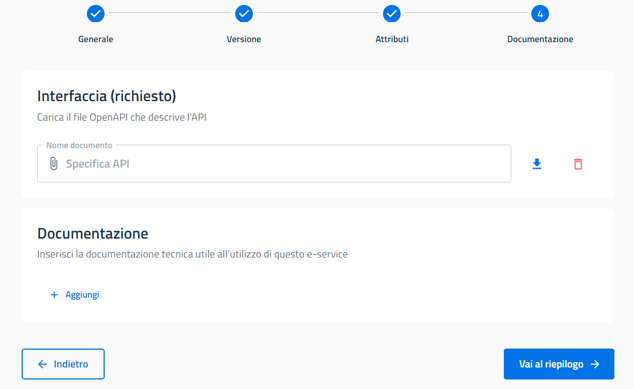 4
Generale
Versione
Attributi
Documentazione
Interfaccia (richiesto)
Carica il file OpenAPI che descrive l'API
Nome documento
Specifica API
Documentazione
Inserisci la documentazione tecnica utile all'utilizzo di questo e-service
+ Aggiungi
← Indietro
Vai al riepilogo →